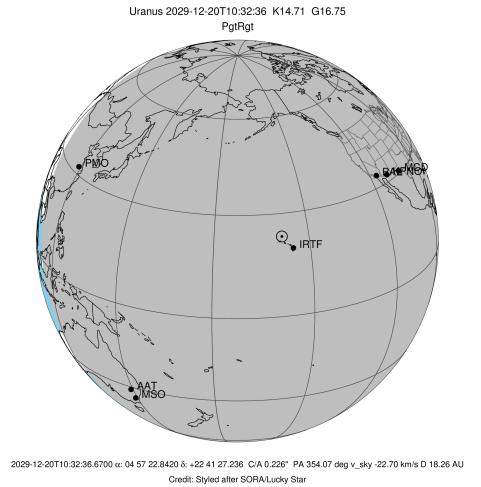 Uranus 2029-12-20T10:32:36 K14.71 G16.75
PgtRgt
PMO
MCD
IRTF
AAT
MSO
2029-12-20T10:32:36.6700 α: 04 57 22.8420 δ: +22 41 27.236 C/A 0.226" PA 354.07 deg v_sky -22.70 km/s D 18.26 AU
Credit: Styled after SORA/Lucky Star